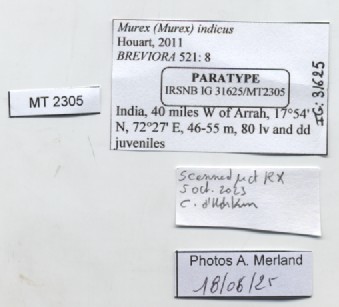 Murex (Murex) indicus
Houart, 2011
BREVIORA 521: 8
PARATYPE
IRSNB IG 31625/MT2305
India, 40 miles W of Arrah, 17°54'
N, 72°27' E, 46-55 m, 80 lv and dd
juveniles
IG: 31625
MT 2305
Scanned µct RX
5 Oct. 2023
Photos A. Merland
18/06/25